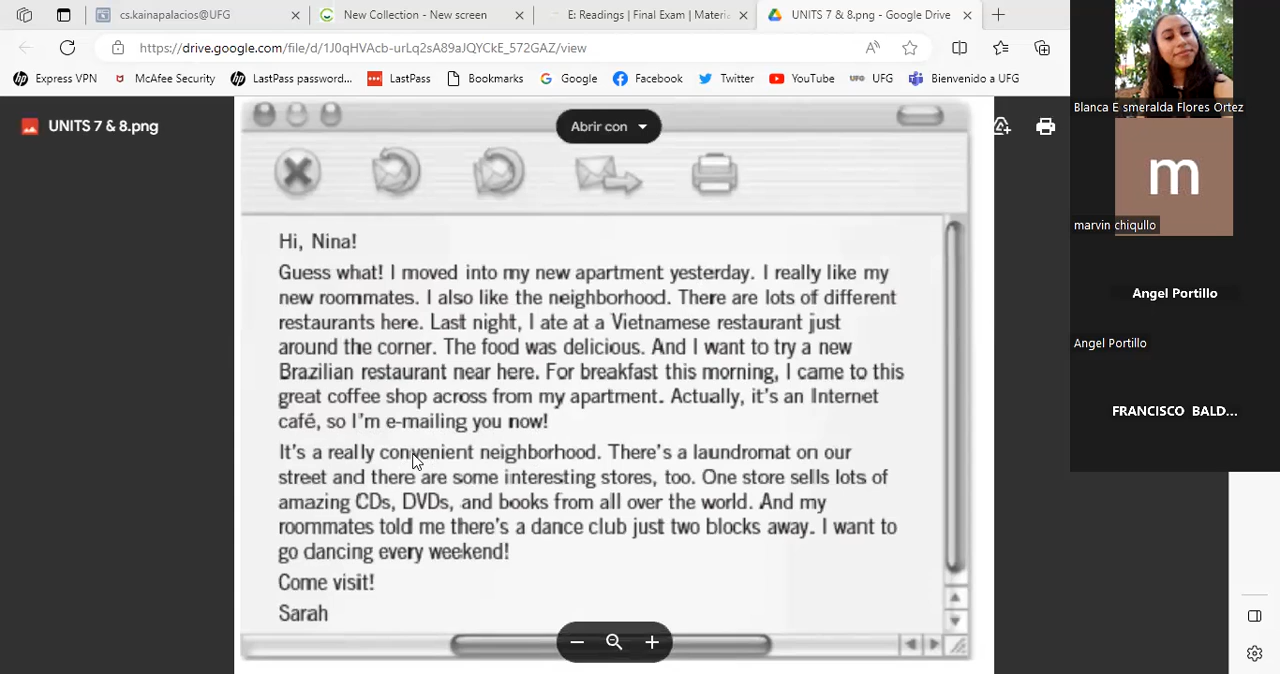 cs.kainapalacios@UFG
New Collection - New screen
E: Readings | Final Exam | Materia
UNITS 7 & 8.png - Google Drive
https://drive.google.com/file/d/1J0qHVAcb-urLq2sA89aJQYCkE_572GAZ/view
Express VPN
McAfee Security
LastPass password...
LastPass
Bookmarks
Google
Facebook
Twitter
YouTube
UFG
Bienvenido a UFG
UNITS 7 & 8.png
Abrir con
Hi, Nina!
Guess what! I moved into my new apartment yesterday. I really like my
new roommates. I also like the neighborhood. There are lots of different
restaurants here. Last night, I ate at a Vietnamese restaurant just
around the corner. The food was delicious. And I want to try a new
Brazilian restaurant near here. For breakfast this morning, I came to this
great coffee shop across from my apartment. Actually, it's an Internet
café, so I'm e-mailing you now!
It's a really convenient neighborhood. There's a laundromat on our
street and there are some interesting stores, too. One store sells lots of
amazing CDs, DVDs, and books from all over the world. And my
roommates told me there's a dance club just two blocks away. I want to
go dancing every weekend!
Come visit!
Sarah
Blanca E smeralda Flores Ortez
m
marvin chiqullo
Angel Portillo
Angel Portillo
FRANCISCO BALD...